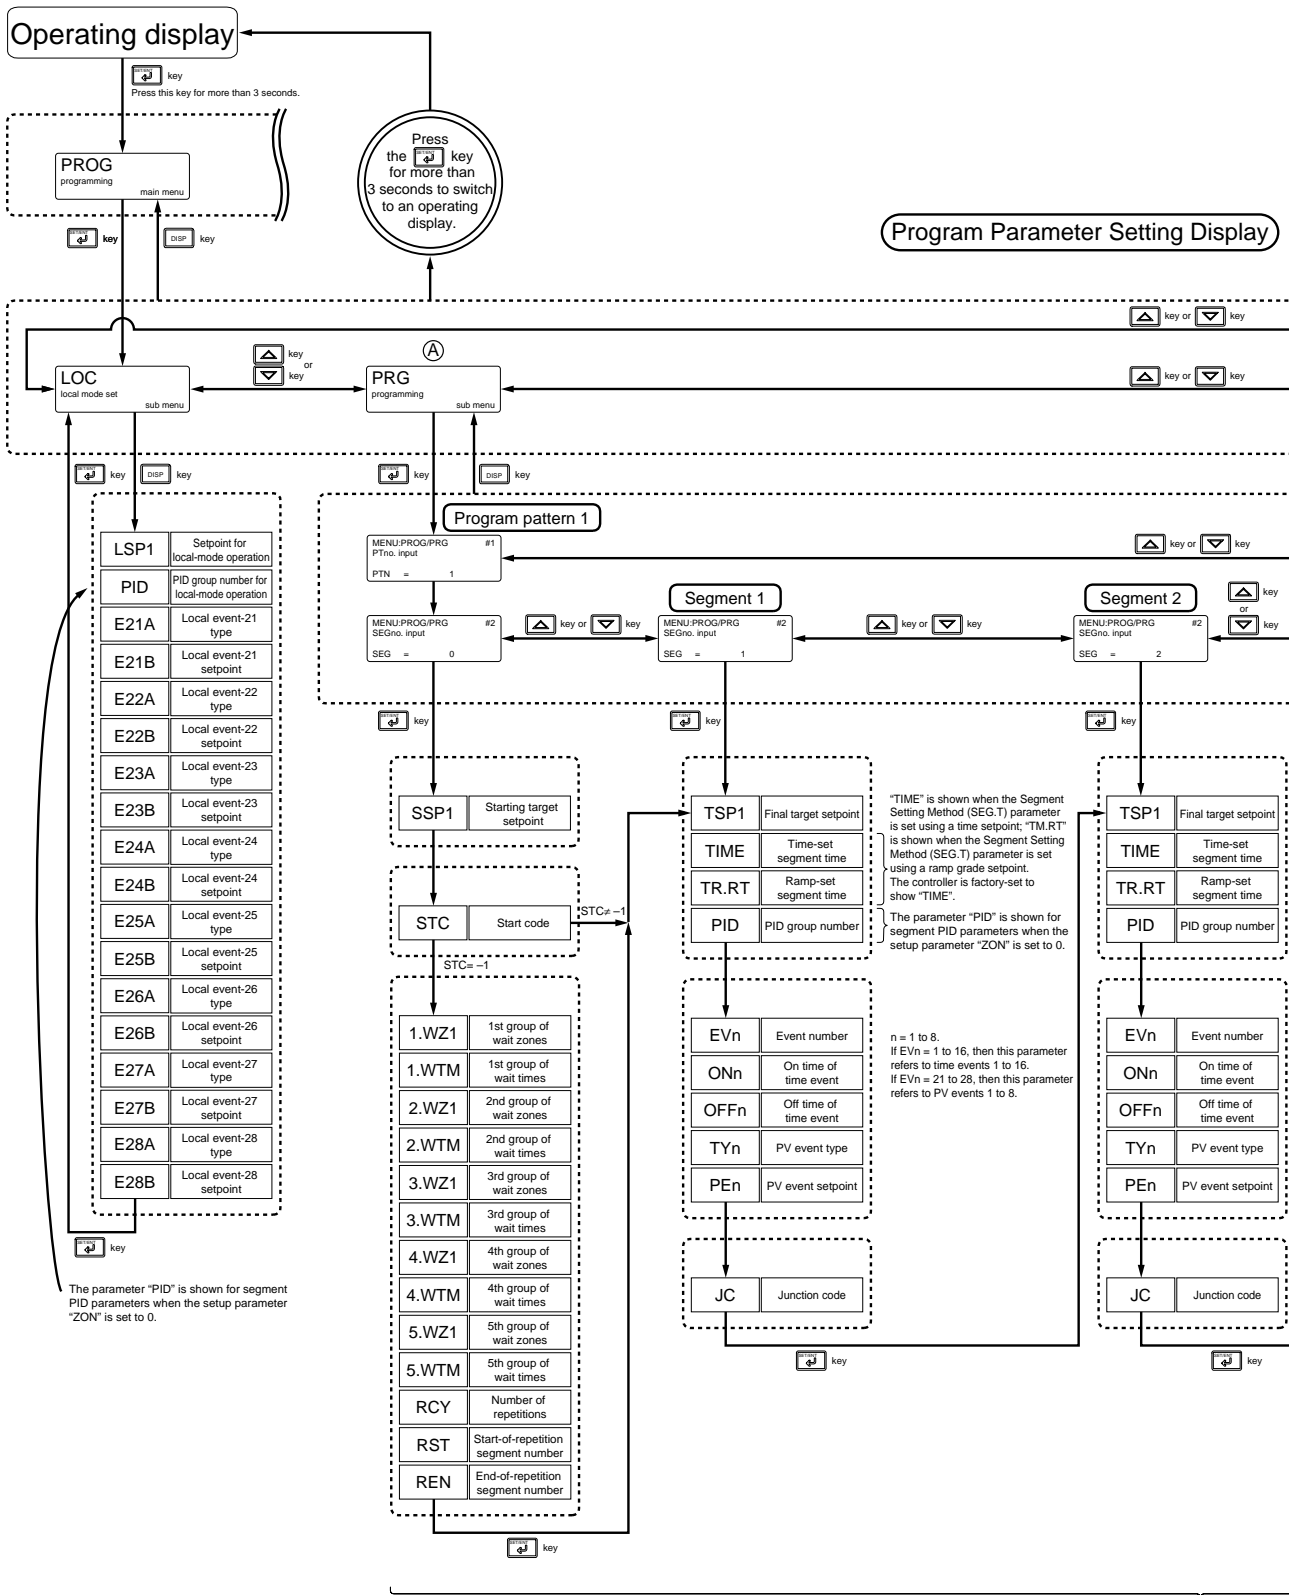 Operating display
SET/ENT
key
Press this key for more than 3 seconds.
PROG
programming
main menu
SET/ENT
key
DISP
key
Press
the SET/ENT key
for more than
3 seconds to switch
to an operating
display.
Program Parameter Setting Display
key or
key
LOC
local mode set
sub menu
key
or
key
A
PRG
programming
sub menu
key or
key
SET/ENT
key
DISP
key
SET/ENT
key
DISP
key
LSP1
Setpoint for
local-mode operation
PID
PID group number for
local-mode operation
E21A
Local event-21
type
E21B
Local event-21
setpoint
E22A
Local event-22
type
E22B
Local event-22
setpoint
E23A
Local event-23
type
E23B
Local event-23
setpoint
E24A
Local event-24
type
E24B
Local event-24
setpoint
E25A
Local event-25
type
E25B
Local event-25
setpoint
E26A
Local event-26
type
E26B
Local event-26
setpoint
E27A
Local event-27
type
E27B
Local event-27
setpoint
E28A
Local event-28
type
E28B
Local event-28
setpoint
SET/ENT
key
The parameter “PID” is shown for segment
PID parameters when the setup parameter
“ZON” is set to 0.
Program pattern 1
MENU:PROG/PRG #1
PTno. input
PTN = 1
key or
key
MENU:PROG/PRG #2
SEGno. input
SEG = 0
key or
key
Segment 1
MENU:PROG/PRG #2
SEGno. input
SEG = 1
key or
key
Segment 2
MENU:PROG/PRG #2
SEGno. input
SEG = 2
key
or
key
SET/ENT
key
SET/ENT
key
SET/ENT
key
SSP1
Starting target
setpoint
STC
Start code
STC≠ –1
STC= –1
1.WZ1
1st group of
wait zones
1.WTM
1st group of
wait times
2.WZ1
2nd group of
wait zones
2.WTM
2nd group of
wait times
3.WZ1
3rd group of
wait zones
3.WTM
3rd group of
wait times
4.WZ1
4th group of
wait zones
4.WTM
4th group of
wait times
5.WZ1
5th group of
wait zones
5.WTM
5th group of
wait times
RCY
Number of
repetitions
RST
Start-of-repetition
segment number
REN
End-of-repetition
segment number
SET/ENT
key
TSP1
Final target setpoint
TIME
Time-set
segment time
TR.RT
Ramp-set
segment time
PID
PID group number
“TIME” is shown when the Segment
Setting Method (SEG.T) parameter
is set using a time setpoint; “TM.RT”
is shown when the Segment Setting
Method (SEG.T) parameter is set
using a ramp grade setpoint.
The controller is factory-set to
show “TIME”.
The parameter “PID” is shown for
segment PID parameters when the
setup parameter “ZON” is set to 0.
EVn
Event number
ONn
On time of
time event
OFFn
Off time of
time event
TYn
PV event type
PEn
PV event setpoint
n = 1 to 8.
If EVn = 1 to 16, then this parameter
refers to time events 1 to 16.
If EVn = 21 to 28, then this parameter
refers to PV events 1 to 8.
JC
Junction code
SET/ENT
key
TSP1
Final target setpoint
TIME
Time-set
segment time
TR.RT
Ramp-set
segment time
PID
PID group number
EVn
Event number
ONn
On time of
time event
OFFn
Off time of
time event
TYn
PV event type
PEn
PV event setpoint
JC
Junction code
SET/ENT
key